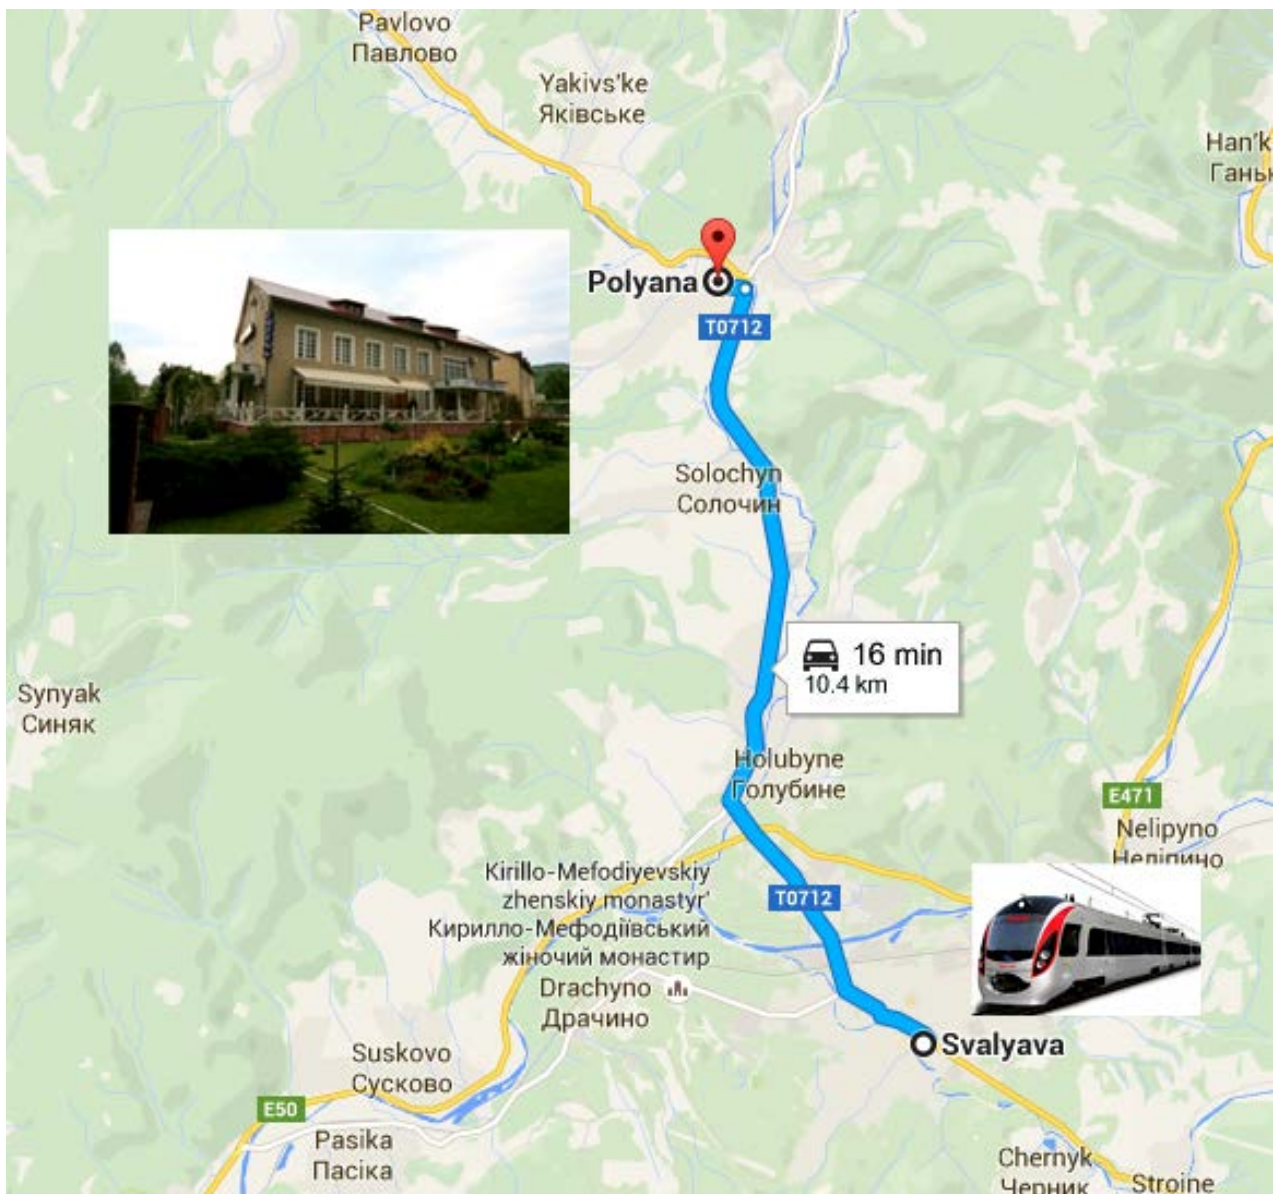 Pavlovo
Павлово
Yakivs'ke
Яківське
Han'k
Ганьк
Polyana
T0712
Solochyn
Солочин
16 min
10.4 km
Synyak
Синяк
Holubyne
Голубине
E471
Nelipyno
Неліпино
Kirillo-Mefodiyevskiy
zhenskiy monastyr'
Кирилло-Мефодіївський
жіночий монастир
T0712
Drachyno
Драчино
Svalyava
Suskovo
Сусково
E50
Pasika
Пасіка
Chernyk
Черник
Stroine